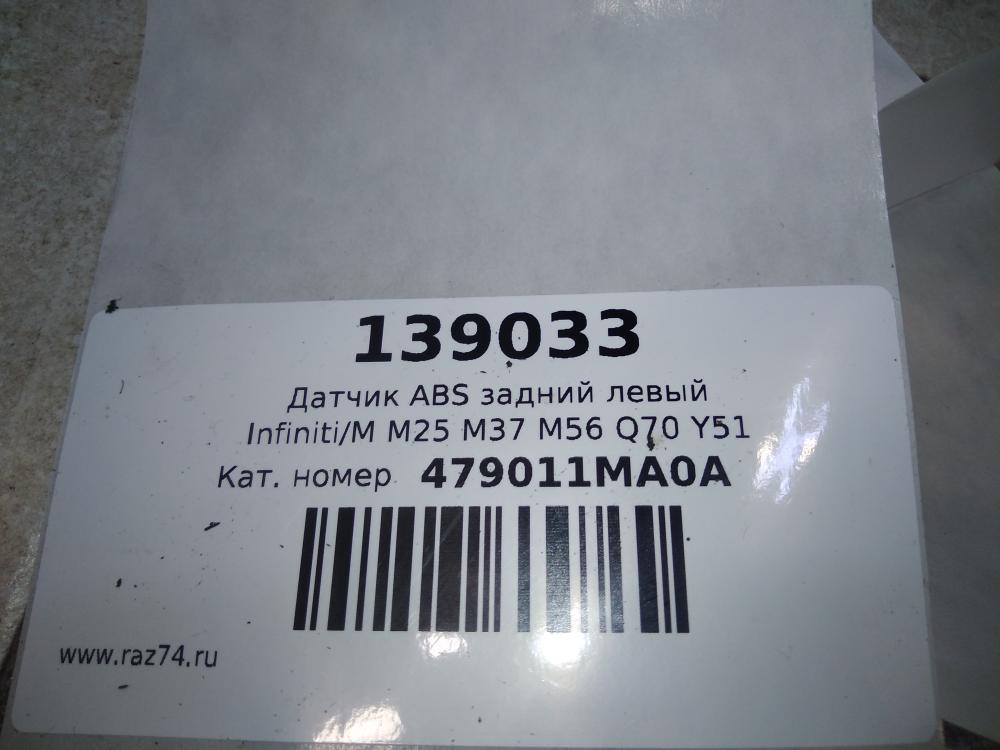 139033
Датчик ABS задний левый
Infiniti/M M25 M37 M56 Q70 Y51
Кат. номер 479011MA0A
www.raz74.ru